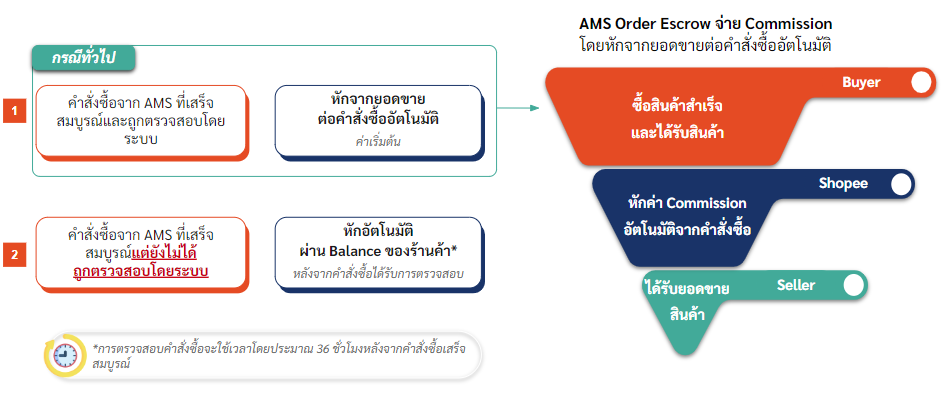 กรณีทั่วไป
1
คำสั่งซื้อจาก AMS ที่เสร็จ
สมบูรณ์และถูกตรวจสอบโดย
ระบบ
หักจากยอดขาย
ต่อคำสั่งซื้ออัตโนมัติ
ค่าเริ่มต้น
2
คำสั่งซื้อจาก AMS ที่เสร็จ
สมบูรณ์แต่ยังไม่ได้
ถูกตรวจสอบโดยระบบ
หักอัตโนมัติ
ผ่าน Balance ของร้านค้า*
หลังจากคำสั่งซื้อได้รับการตรวจสอบ
*การตรวจสอบคำสั่งซื้อจะใช้เวลาโดยประมาณ 36 ชั่วโมงหลังจากคำสั่งซื้อเสร็จ
สมบูรณ์
AMS Order Escrow จ่าย Commission
โดยหักจากยอดขายต่อคำสั่งซื้ออัตโนมัติ
Buyer
ซื้อสินค้าสำเร็จ
และได้รับสินค้า
Shopee
หักค่า Commission
อัตโนมัติจากคำสั่งซื้อ
Seller
ได้รับยอดขาย
สินค้า